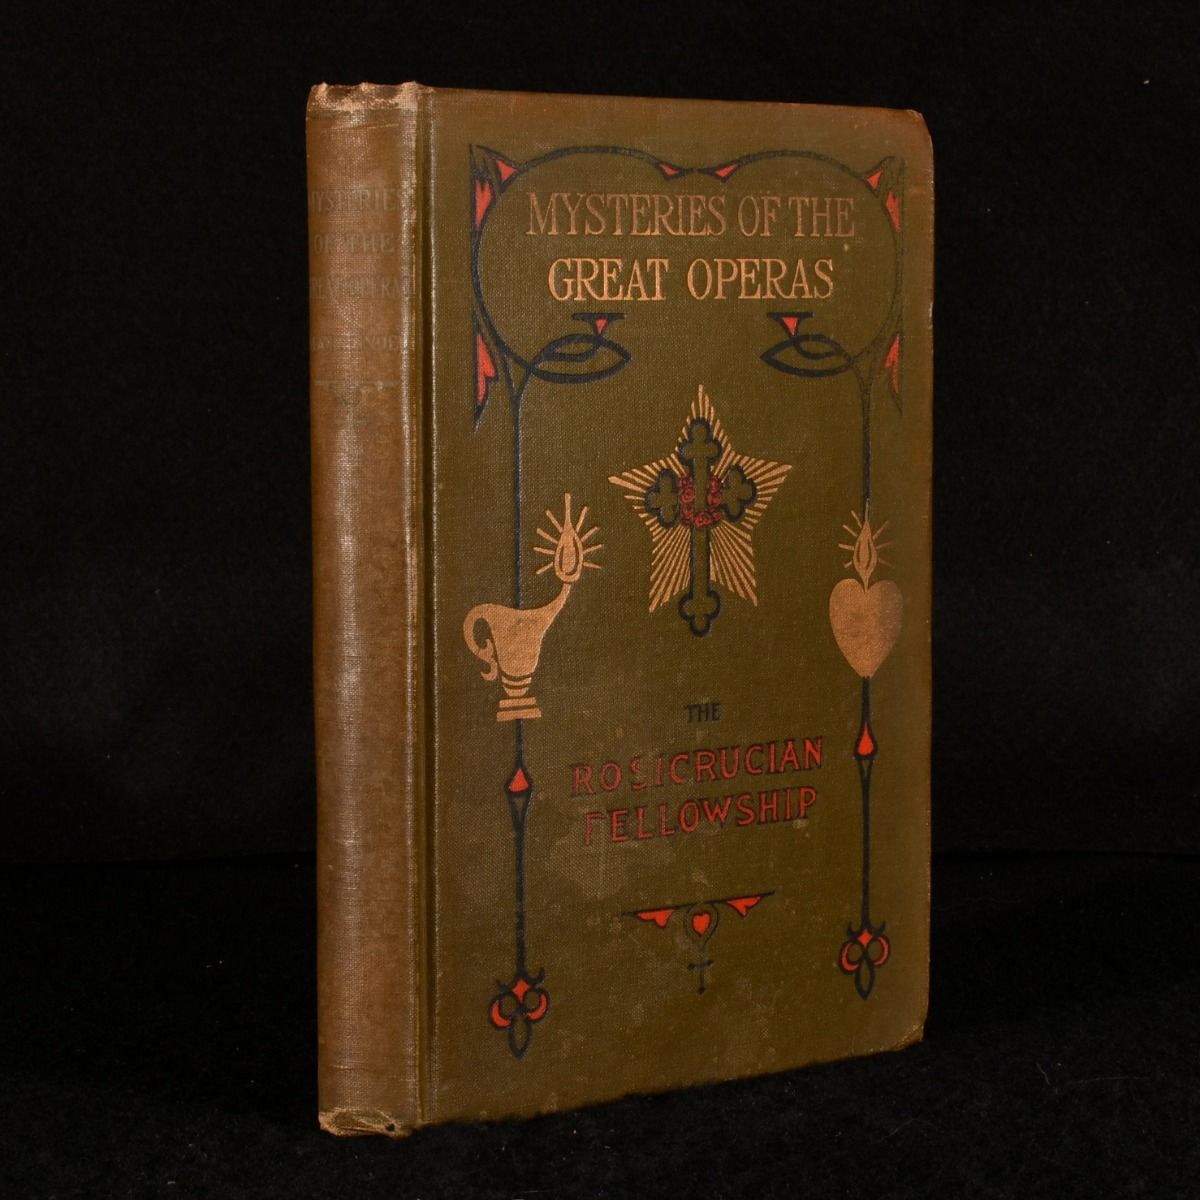 MYSTERIES OF THE
GREAT OPERAS
THE
ROSICRUCIAN
FELLOWSHIP
MYSTERIES
OF THE